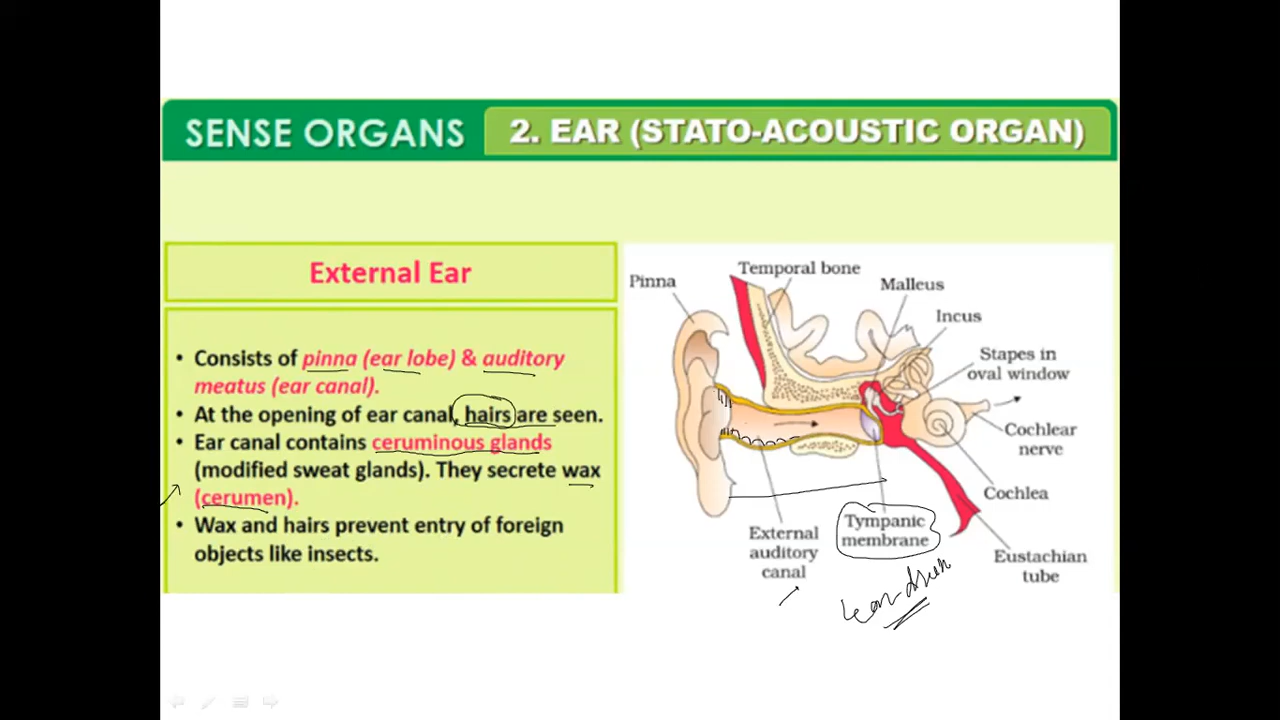 SENSE ORGANS
2. EAR (STATO-ACOUSTIC ORGAN)
External Ear
• Consists of pinna (ear lobe) & auditory
meatus (ear canal).
• At the opening of ear canal, hairs are seen.
• Ear canal contains ceruminous glands
(modified sweat glands). They secrete wax
(cerumen).
• Wax and hairs prevent entry of foreign
objects like insects.
Pinna
Temporal bone
Malleus
Incus
Stapes in
oval window
Cochlear
nerve
Cochlea
Eustachian
tube
Tympanic
membrane
External
auditory
canal
Ear drum